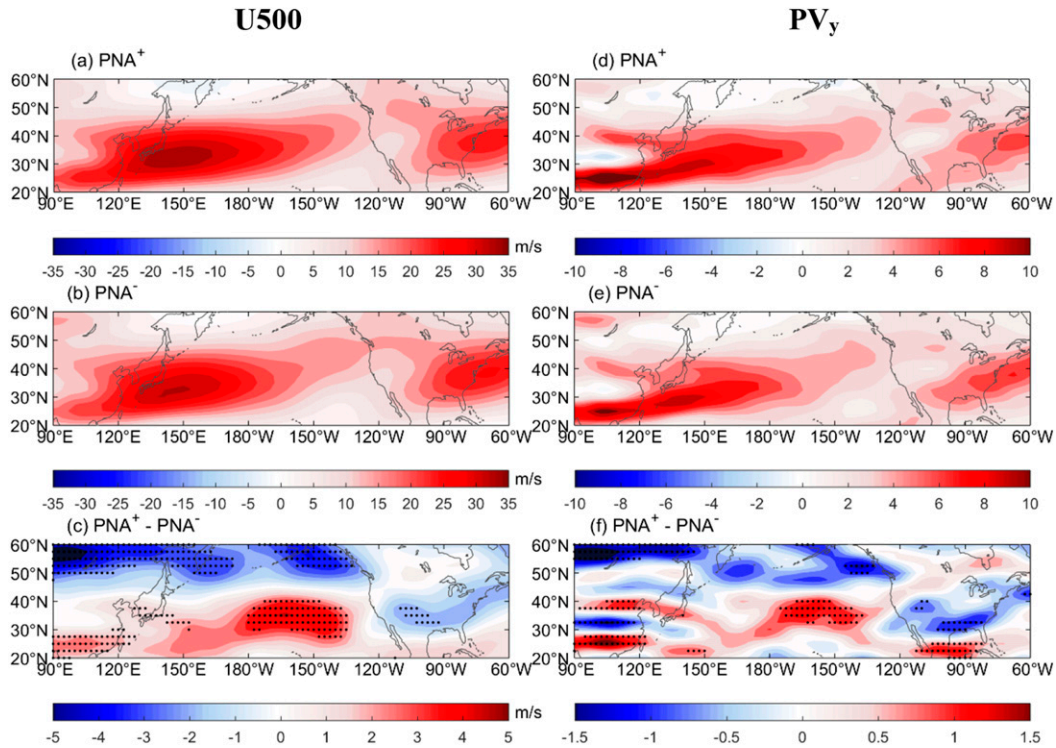 U500 PVy
(a) PNA+ (d) PNA+
60°N 60°N
50°N 50°N
40°N 40°N
30°N 30°N
20°N 20°N
90°E 120°E 150°E 180°W 150°W 120°W 90°W 60°W 90°E 120°E 150°E 180°W 150°W 120°W 90°W 60°W
m/s
-35 -30 -20 -15 -10 -5 0 5 10 15 20 25 30 35 -10 -8 -6 -4 -2 0 2 4 6 8 10
(b) PNA- (e) PNA-
60°N 60°N
50°N 50°N
40°N 40°N
30°N 30°N
20°N 20°N
90°E 120°E 150°E 180°W 150°W 120°W 90°W 60°W 90°E 120°E 150°E 180°W 150°W 120°W 90°W 60°W
m/s
-35 -30 -20 -15 -10 -5 0 5 10 15 20 25 30 35 -10 -8 -6 -4 -2 0 2 4 6 8 10
(c) PNA+ - PNA- (f) PNA+ - PNA-
60°N 60°N
50°N 50°N
40°N 40°N
30°N 30°N
20°N 20°N
90°E 120°E 150°E 180°W 150°W 120°W 90°W 60°W 90°E 120°E 150°E 180°W 150°W 120°W 90°W 60°W
m/s
-5 -4 -3 -2 -1 0 1 2 3 4 5 -1.5 -1 -0.5 0 0.5 1 1.5